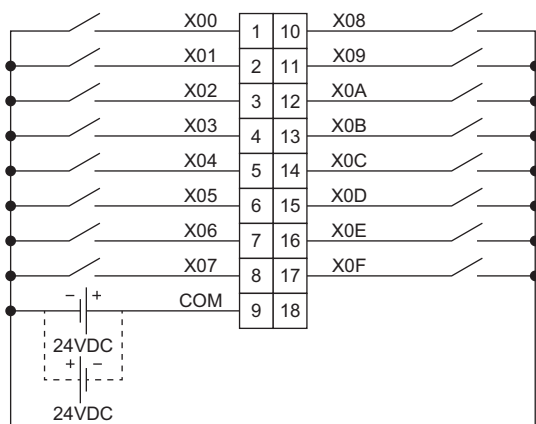 X00 1 10 X08
X01 2 11 X09
X02 3 12 X0A
X03 4 13 X0B
X04 5 14 X0C
X05 6 15 X0D
X06 7 16 X0E
X07 8 17 X0F
− + COM 9 18
24VDC
+ −
24VDC